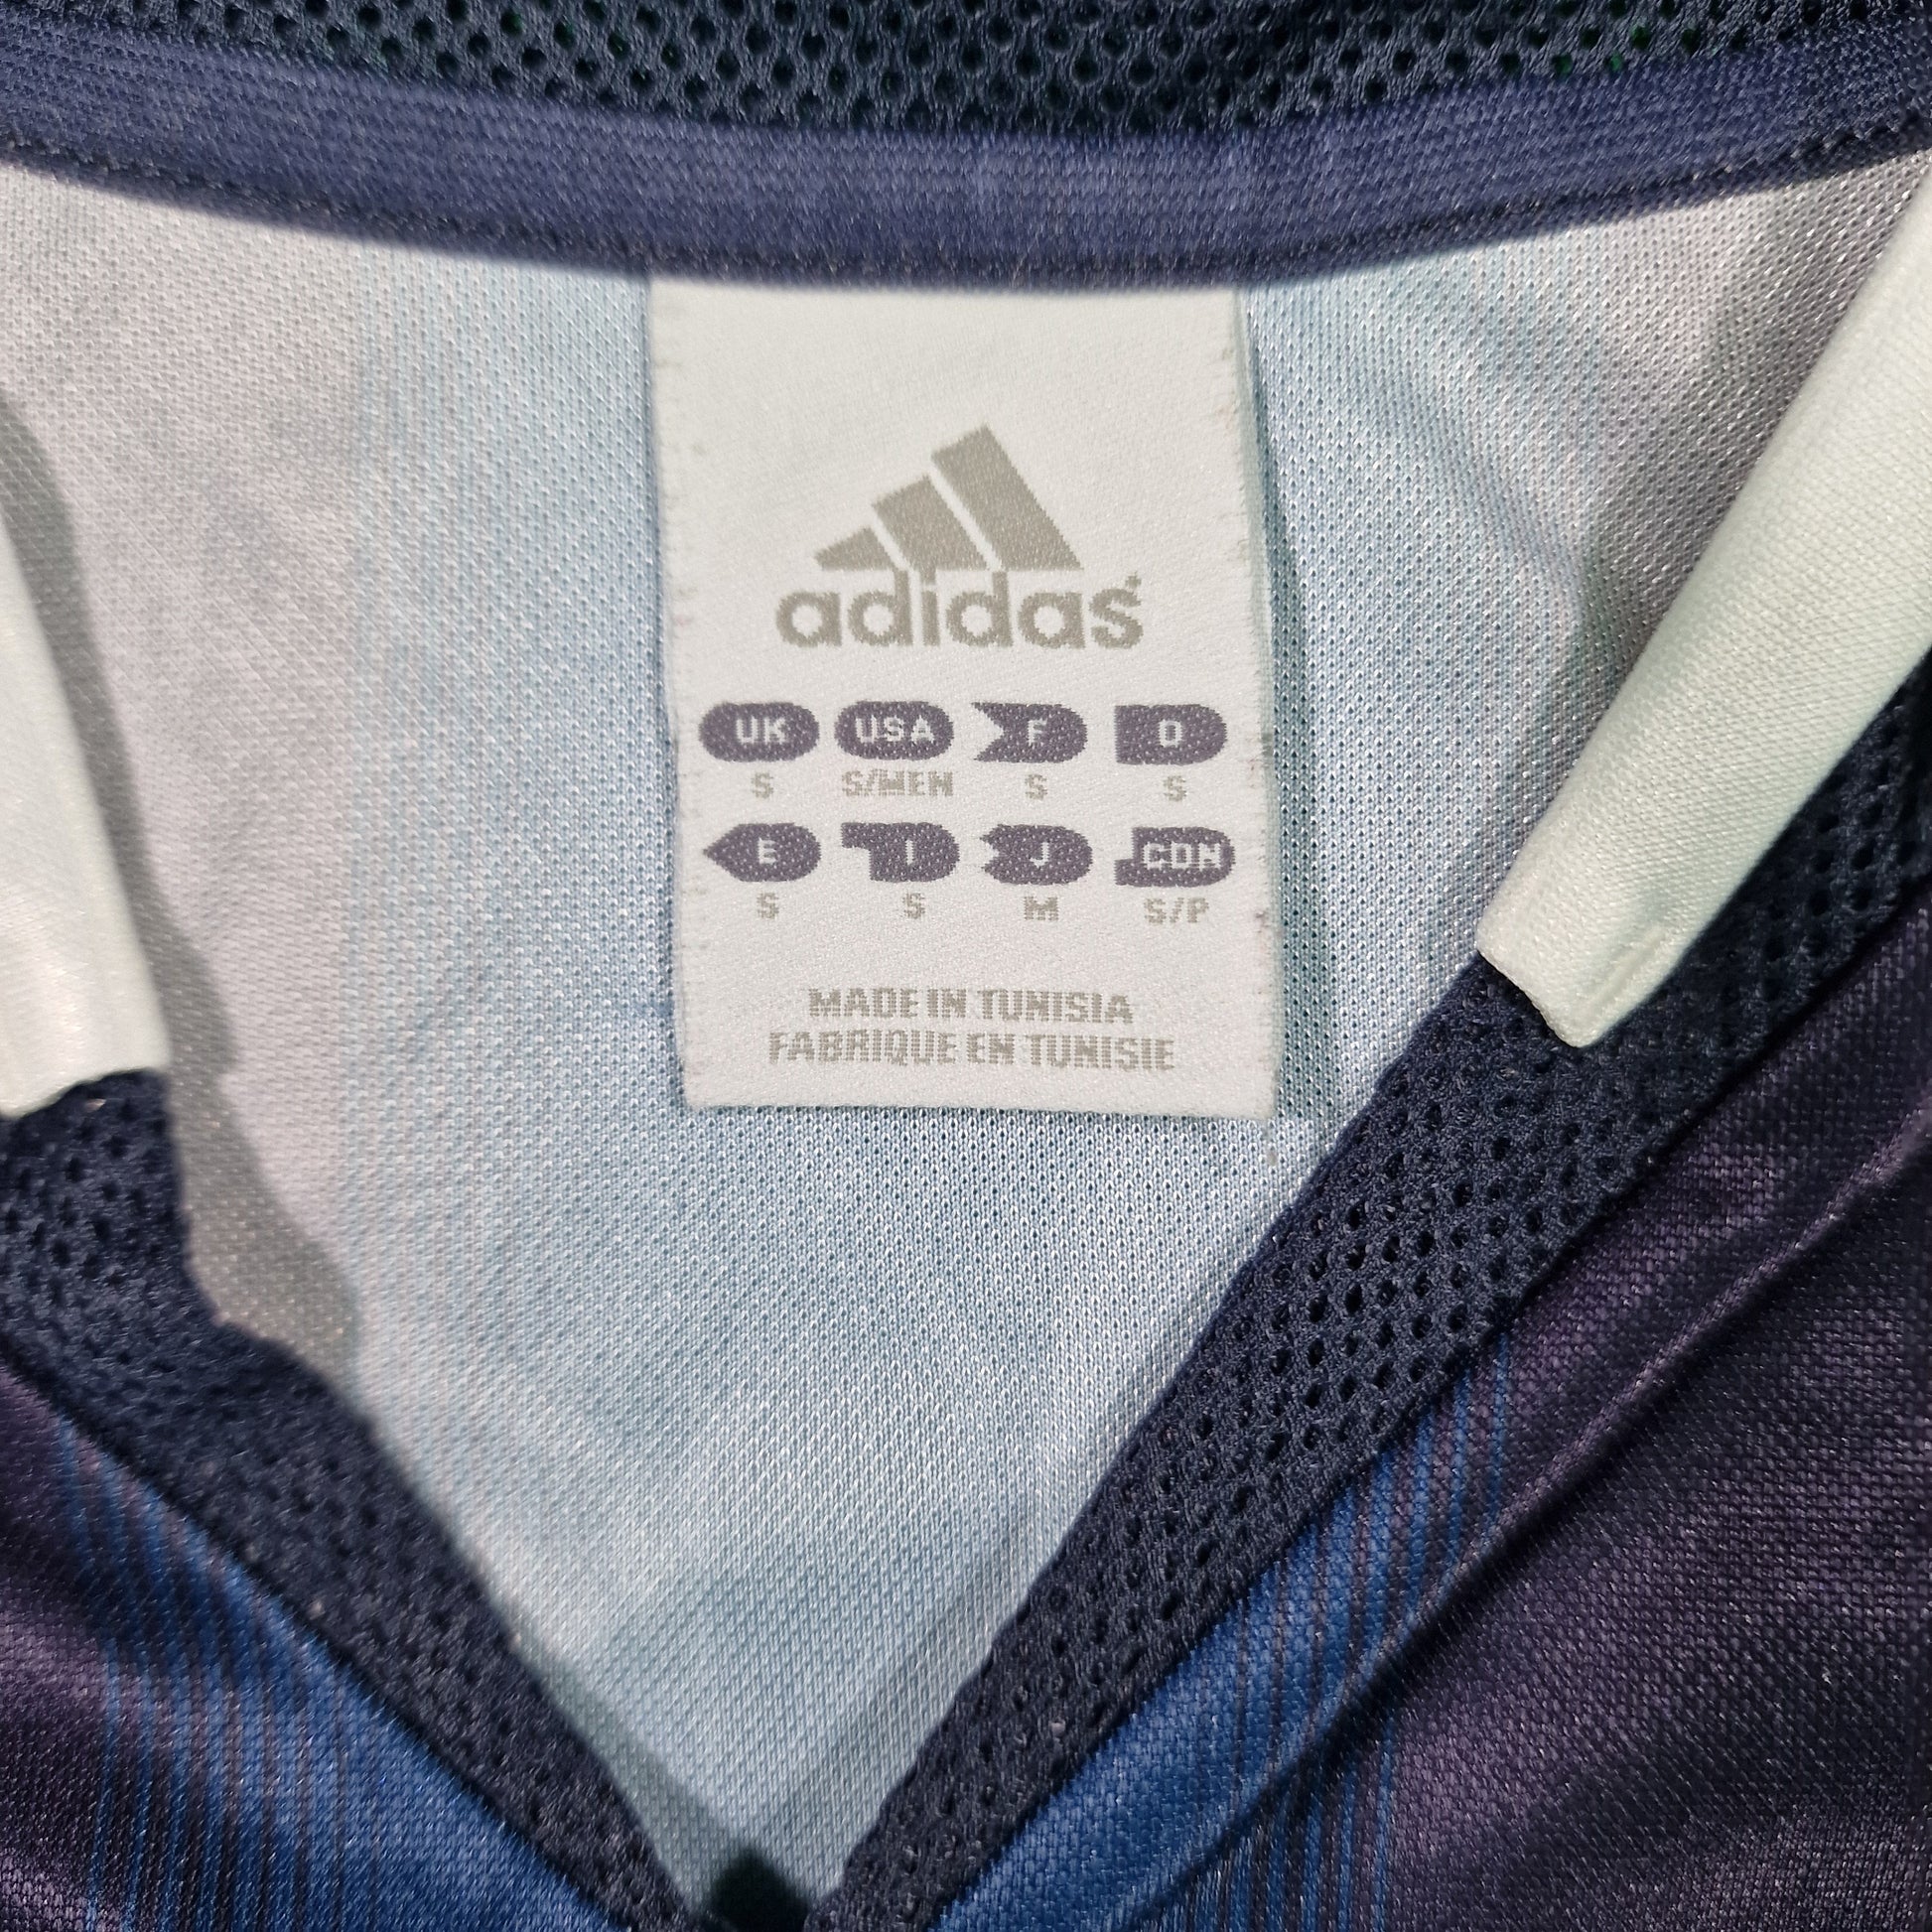 adidas
UK USA F D
S S/MEN S S
E I J CDN
S S M S/P
MADE IN TUNISIA
FABRIQUE EN TUNISIE